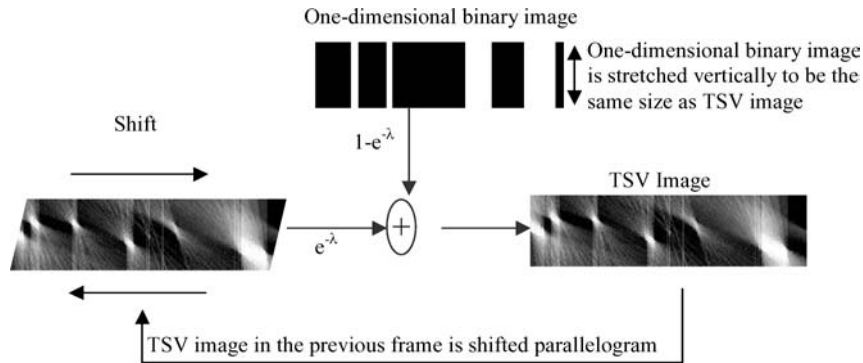 One-dimensional binary image
One-dimensional binary image
is stretched vertically to be the
same size as TSV image
Shift
1-e^-λ
TSV Image
+
e^-λ
TSV image in the previous frame is shifted parallelogram